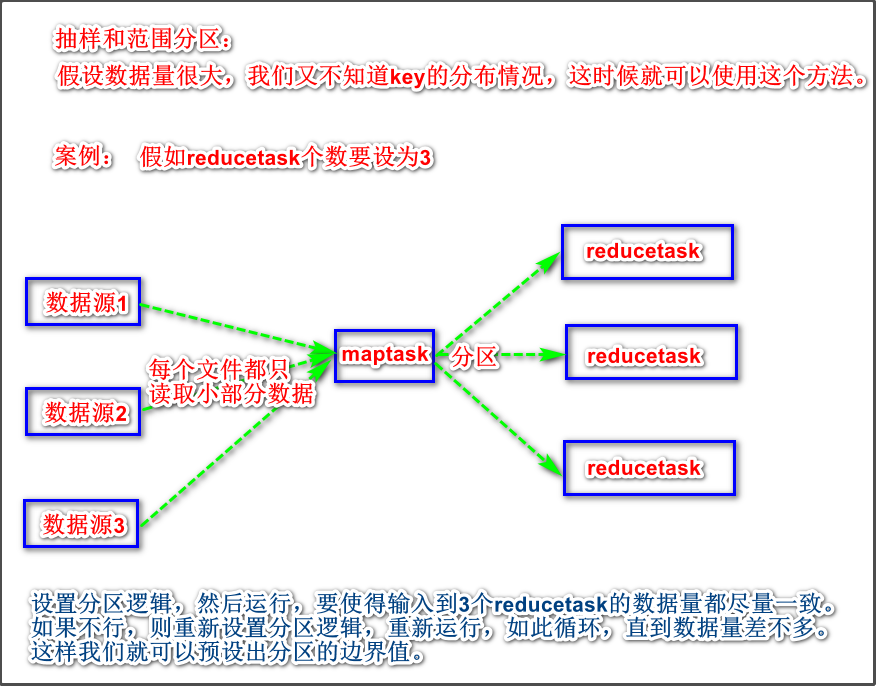 抽样和范围分区：
假设数据量很大，我们又不知道key的分布情况，这时候就可以使用这个方法。
案例： 假如reducetask个数要设为3
reducetask
数据源1
maptask
分区
reducetask
每个文件都只
读取小部分数据
数据源2
reducetask
数据源3
设置分区逻辑，然后运行，要使得输入到3个reducetask的数据量都尽量一致。
如果不行，则重新设置分区逻辑，重新运行，如此循环，直到数据量差不多。
这样我们就可以预设出分区的边界值。